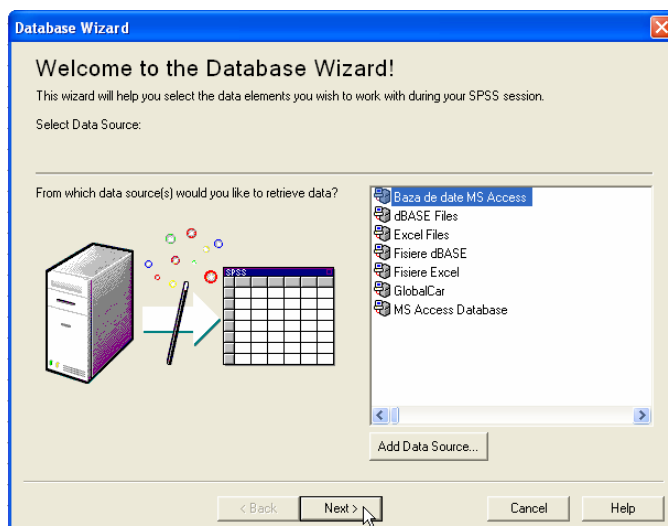 Database Wizard
Welcome to the Database Wizard!
This wizard will help you select the data elements you wish to work with during your SPSS session.
Select Data Source:
From which data source(s) would you like to retrieve data?
SPSS
Baza de date MS Access
dBASE Files
Excel Files
Fisiere dBASE
Fisiere Excel
GlobalCar
MS Access Database
Add Data Source...
< Back
Next >
Cancel
Help